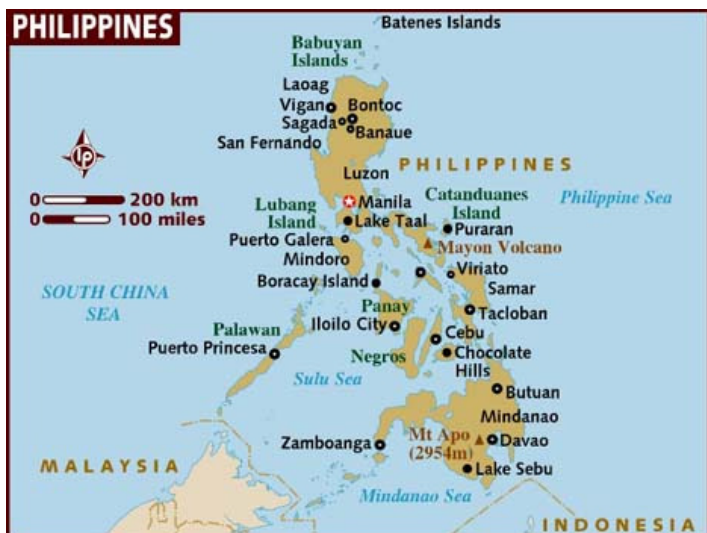 PHILIPPINES
Batenes Islands
Babuyan
Islands
Laoag
Vigan
Bontoc
Sagada
Banaue
San Fernando
Luzon
PHILIPPINES
lp
0 200 km
0 100 miles
Manila
Catanduanes
Island
Philippine Sea
Lubang
Island
Lake Taal
Puraran
Puerto Galera
Mayon Volcano
Mindoro
Viriato
Boracay Island
Samar
SOUTH CHINA
SEA
Panay
Tacloban
Palawan
Iloilo City
Cebu
Puerto Princesa
Negros
Chocolate
Hills
Sulu Sea
Butuan
Mindanao
Zamboanga
Mt Apo
(2954m)
Davao
MALAYSIA
Lake Sebu
Mindanao Sea
INDONESIA